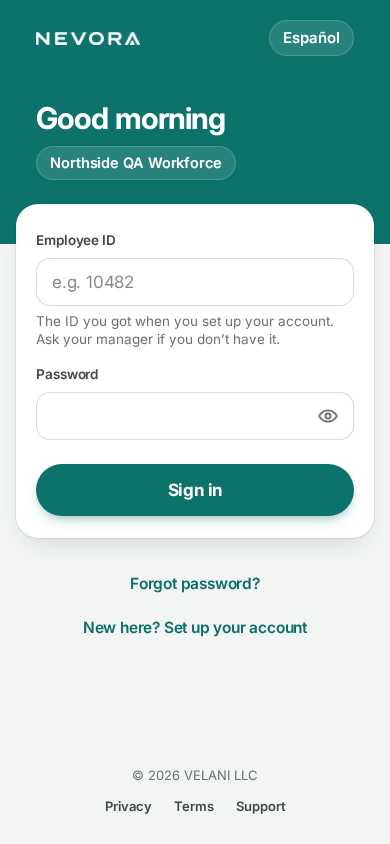 NEVORA
Español
Good morning
Northside QA Workforce
Employee ID
e.g. 10482
The ID you got when you set up your account.
Ask your manager if you don’t have it.
Password
Sign in
Forgot password?
New here? Set up your account
© 2026 VELANI LLC
Privacy Terms Support